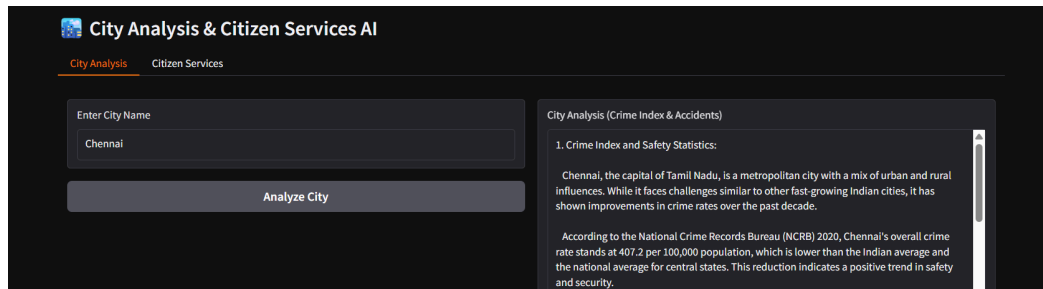 City Analysis & Citizen Services AI
City Analysis
Citizen Services
Enter City Name
Chennai
Analyze City
City Analysis (Crime Index & Accidents)
1. Crime Index and Safety Statistics:
Chennai, the capital of Tamil Nadu, is a metropolitan city with a mix of urban and rural
influences. While it faces challenges similar to other fast-growing Indian cities, it has
shown improvements in crime rates over the past decade.
According to the National Crime Records Bureau (NCRB) 2020, Chennai's overall crime
rate stands at 407.2 per 100,000 population, which is lower than the Indian average and
the national average for central states. This reduction indicates a positive trend in safety
and security.